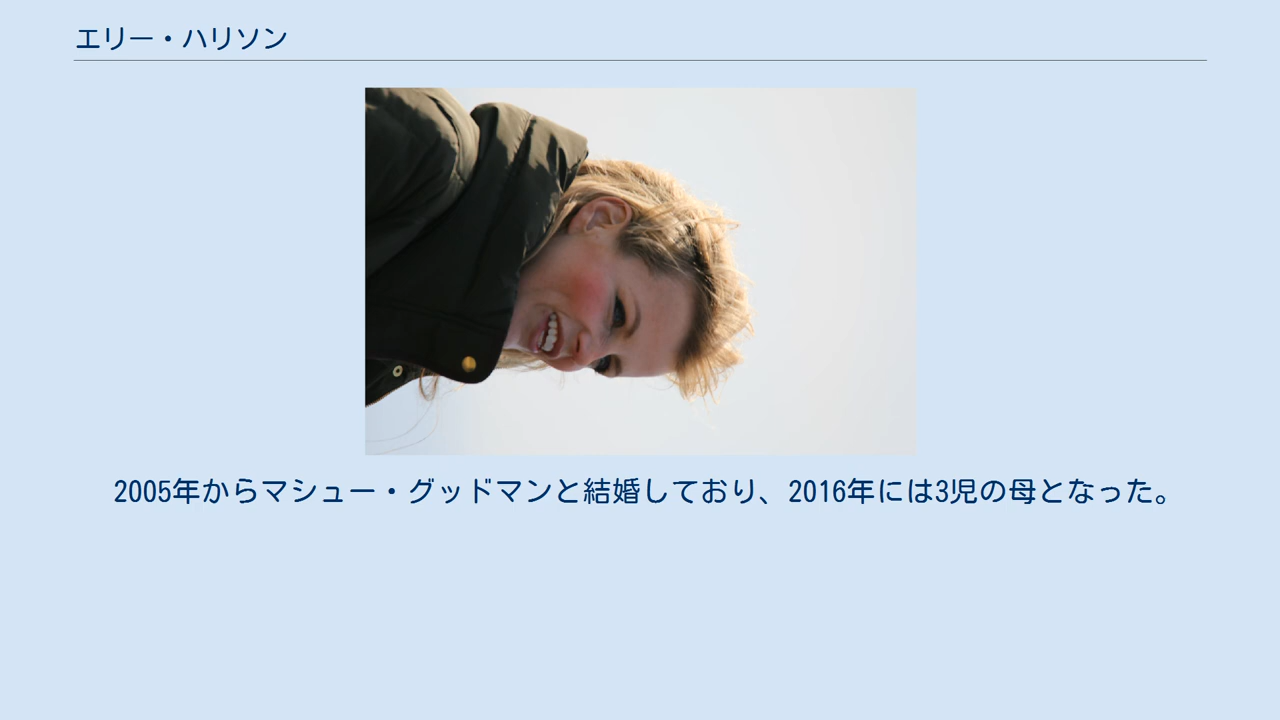 エリー・ハリソン
2005年からマシュー・グッドマンと結婚しており、2016年には3児の母となった。